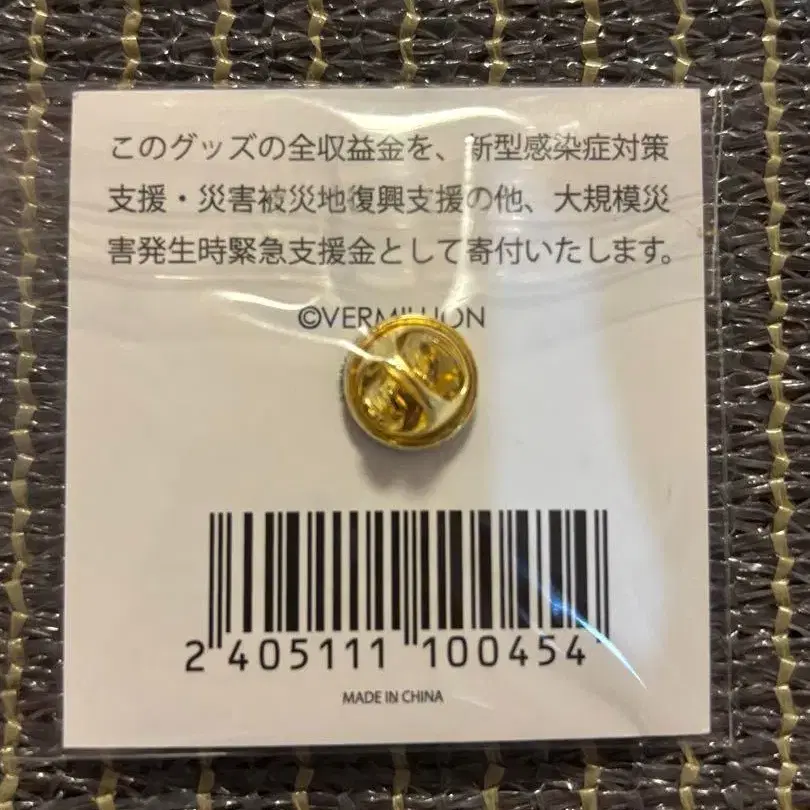 このグッズの全収益金を、新型感染症対策
支援・災害被災地復興支援の他、大規模災
害発生時緊急支援金として寄付いたします。
©VERMILLION
2 405111 100454
MADE IN CHINA